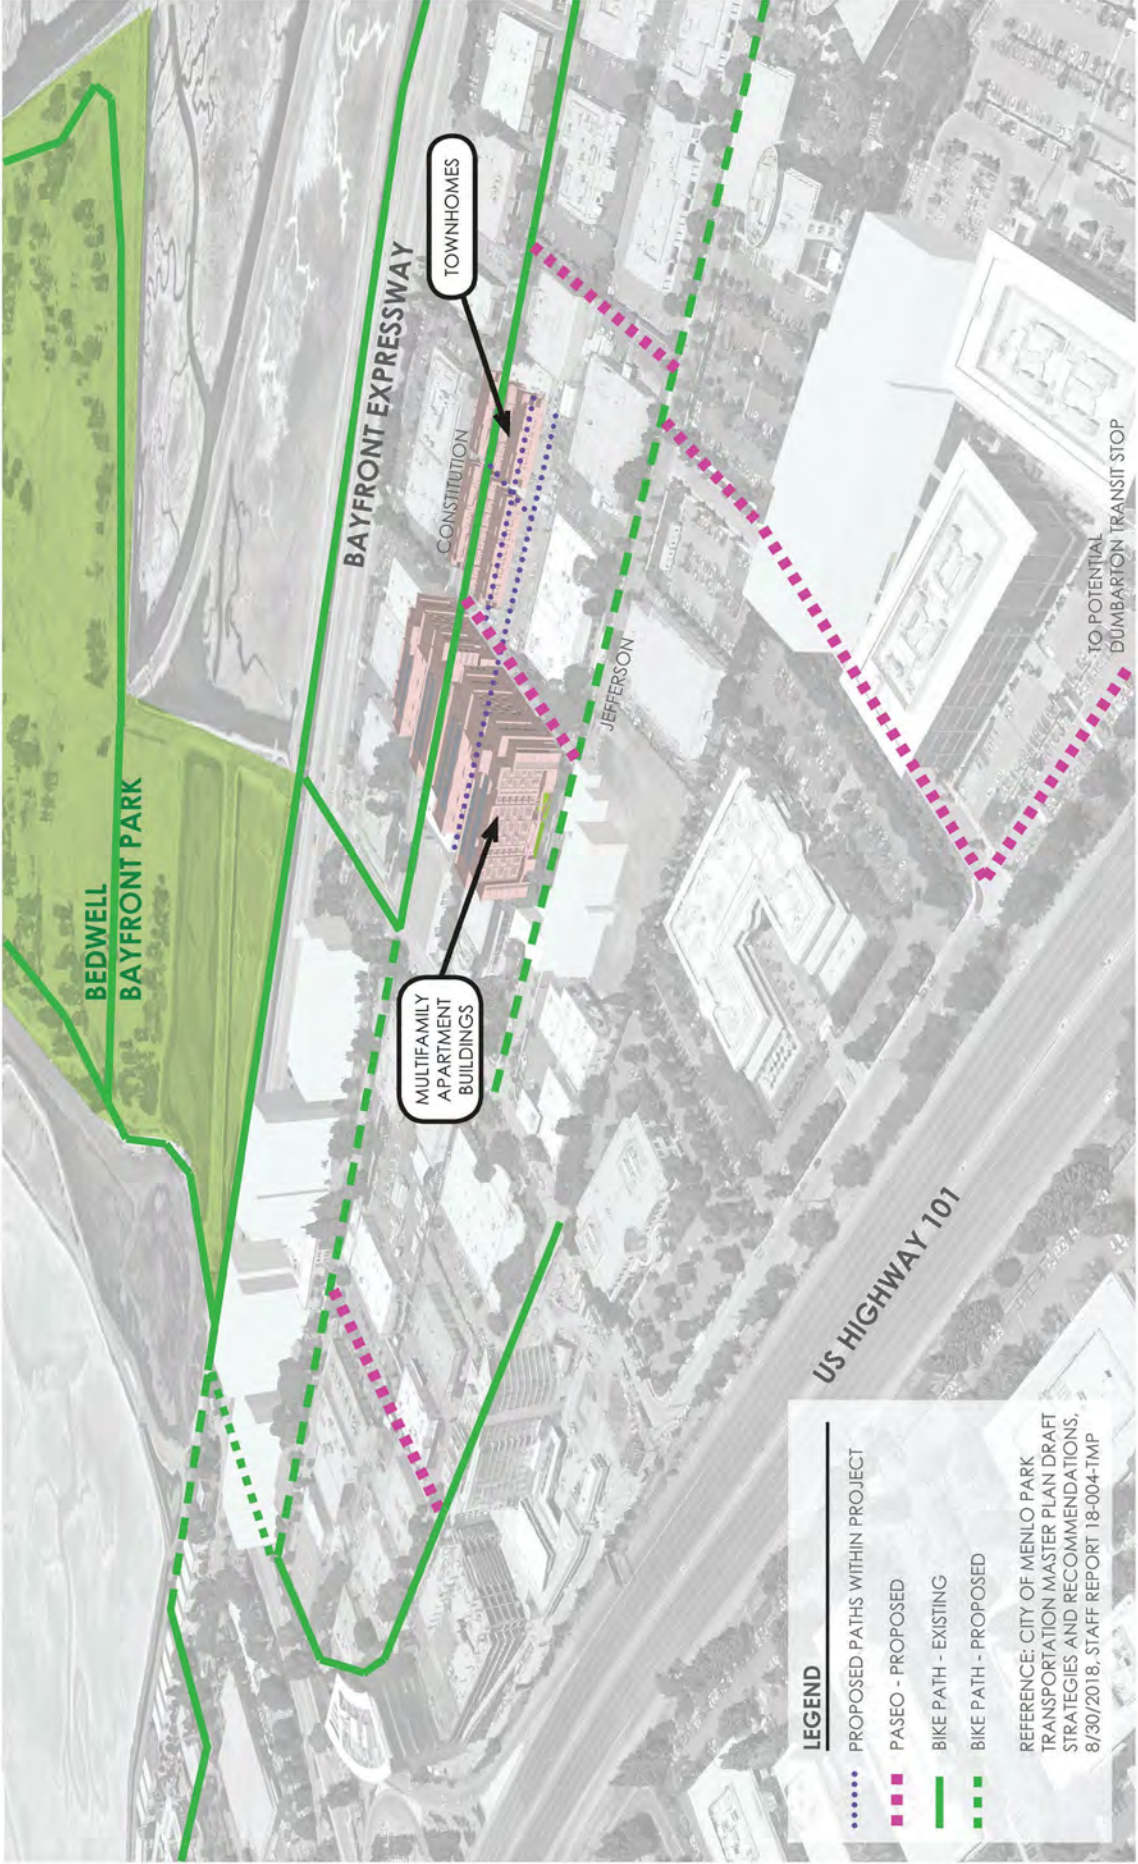 BEDWELL
BAYFRONT PARK
BAYFRONT EXPRESSWAY
CONSTITUTION
TOWNHOMES
MULTIFAMILY
APARTMENT
BUILDINGS
JEFFERSON
US HIGHWAY 101
TO POTENTIAL
DUMBARTON TRANSIT STOP
LEGEND
PROPOSED PATHS WITHIN PROJECT
PASEO - PROPOSED
BIKE PATH - EXISTING
BIKE PATH - PROPOSED
REFERENCE: CITY OF MENLO PARK
TRANSPORTATION MASTER PLAN DRAFT
STRATEGIES AND RECOMMENDATIONS,
8/30/2018, STAFF REPORT 18-004-TMP